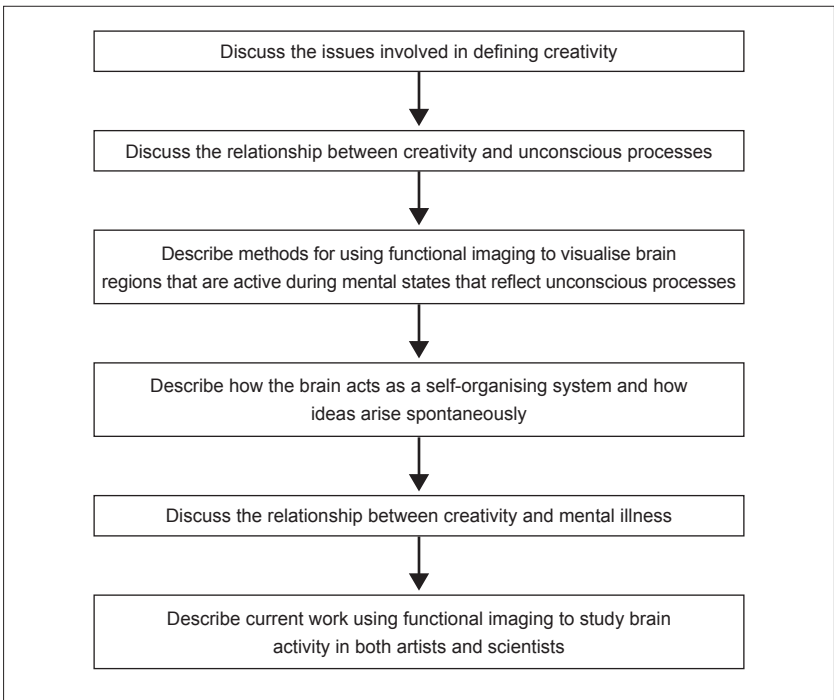 Discuss the issues involved in defining creativity
Discuss the relationship between creativity and unconscious processes
Describe methods for using functional imaging to visualise brain
regions that are active during mental states that reflect unconscious processes
Describe how the brain acts as a self-organising system and how
ideas arise spontaneously
Discuss the relationship between creativity and mental illness
Describe current work using functional imaging to study brain
activity in both artists and scientists